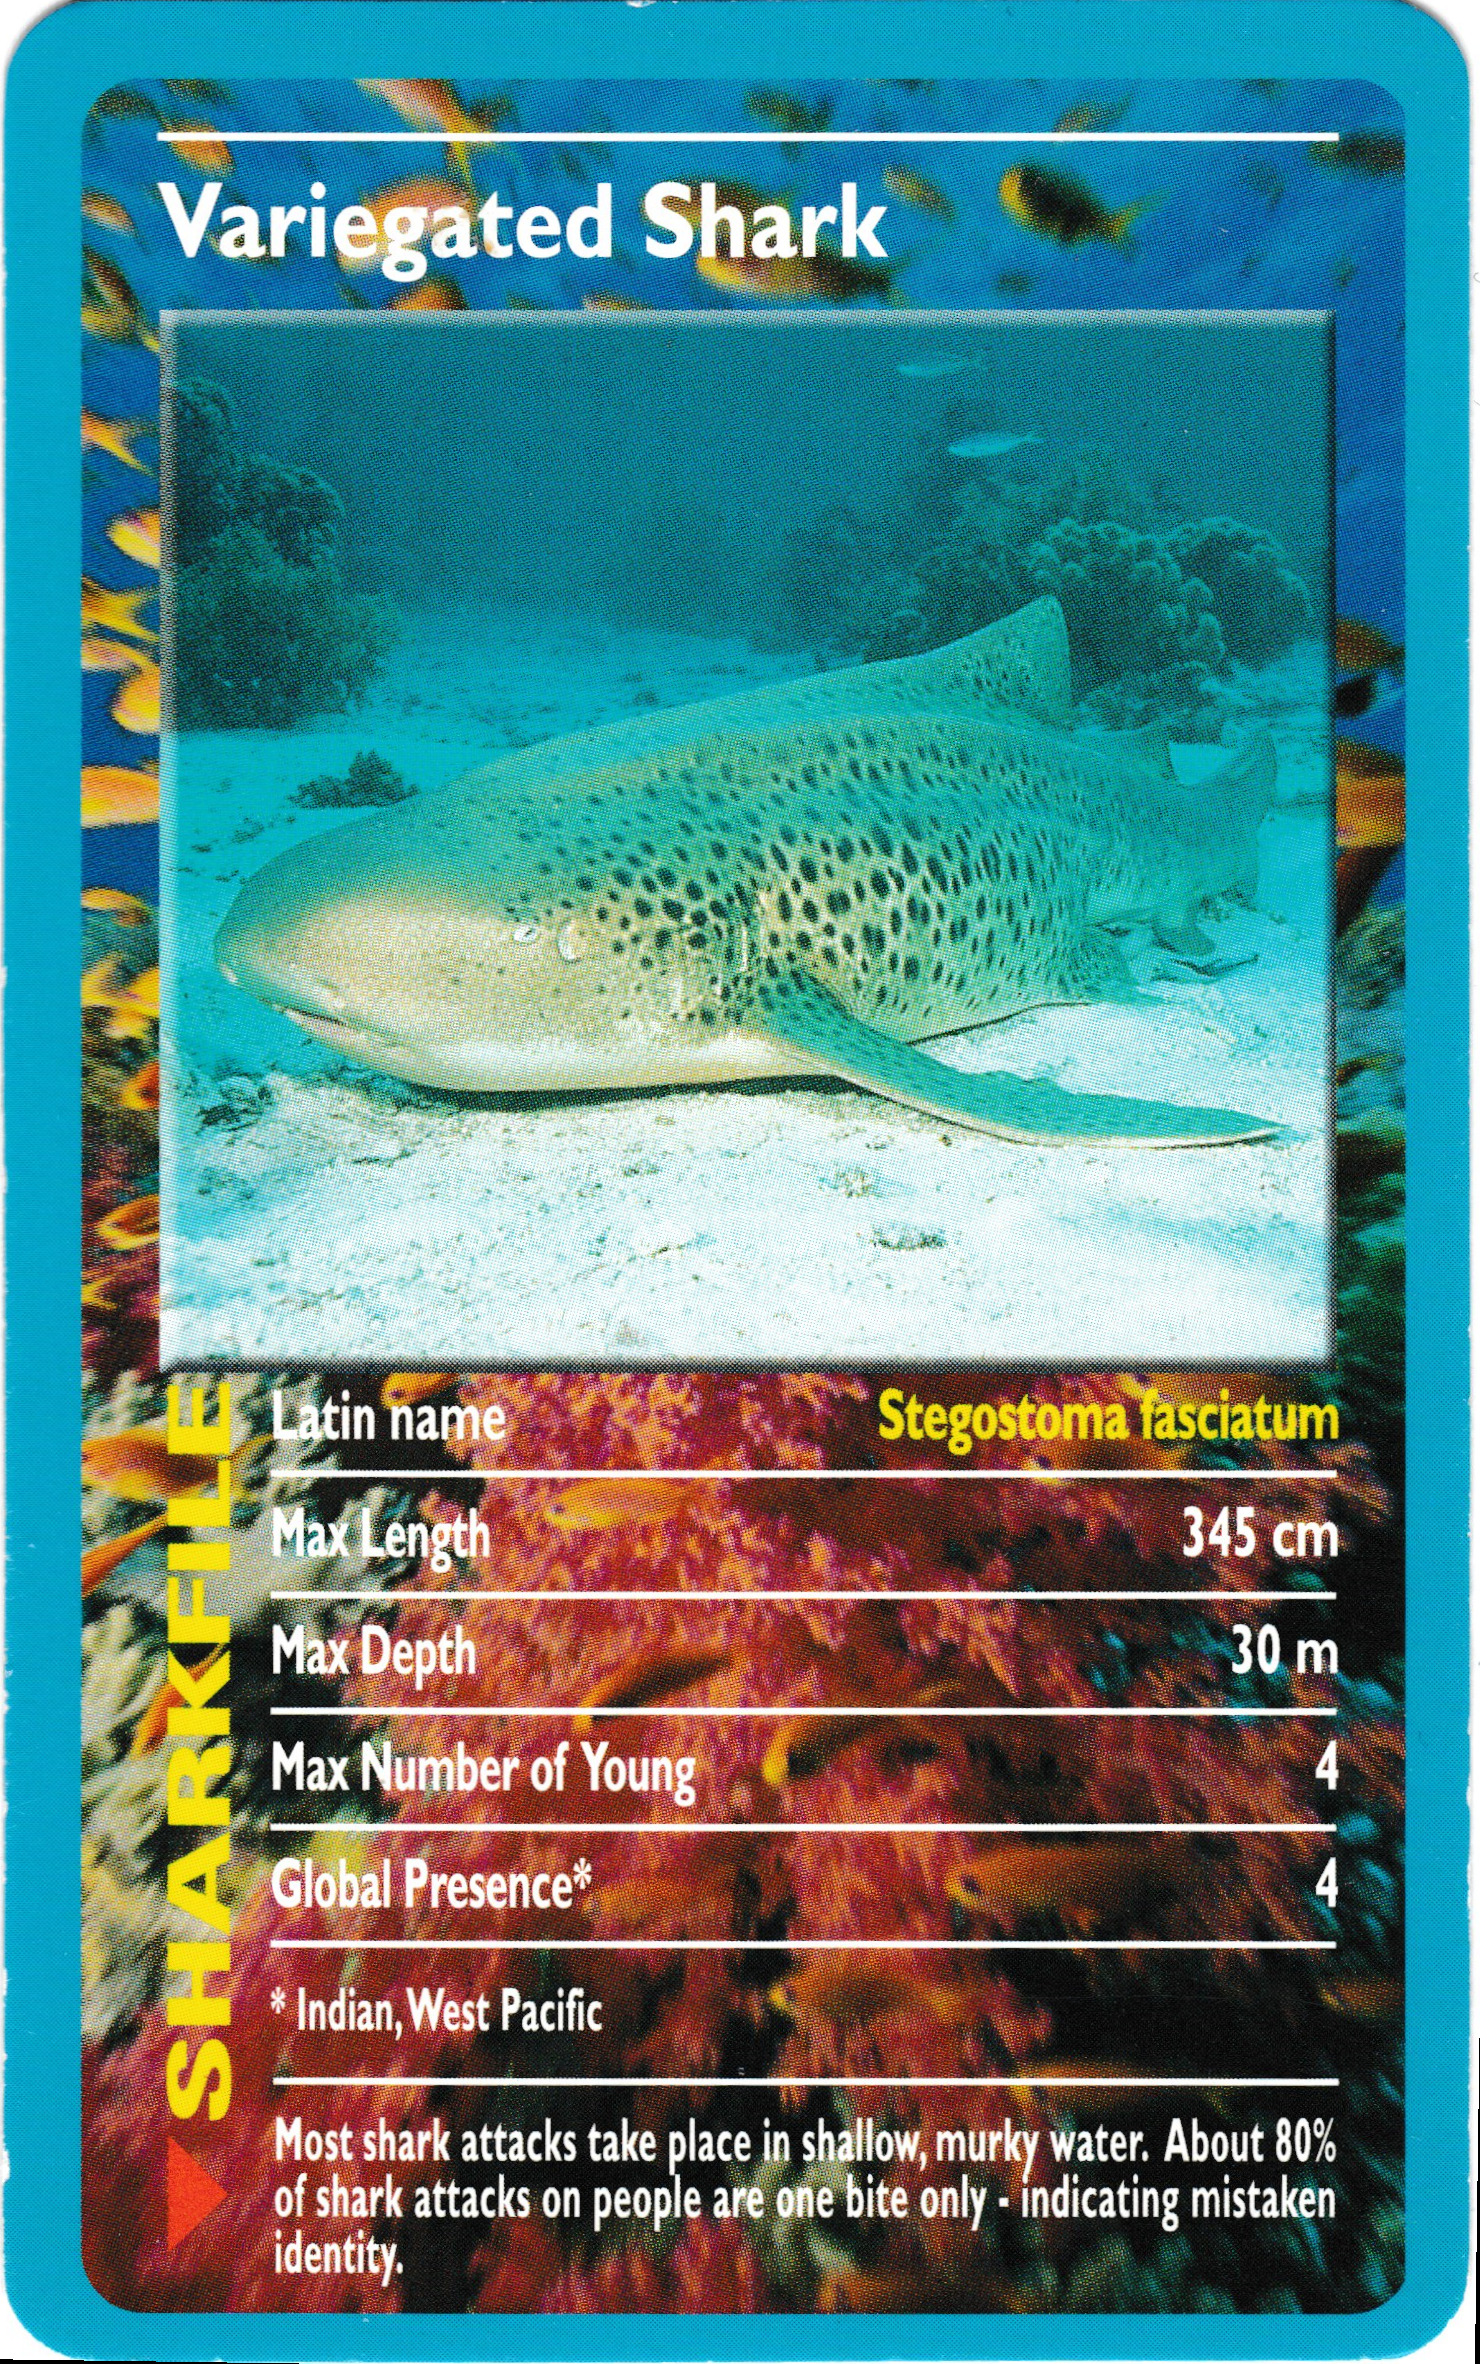 Variegated Shark
SHARKFILE
Latin name Stegostoma fasciatum
Max Length 345 cm
Max Depth 30 m
Max Number of Young 4
Global Presence* 4
* Indian, West Pacific
Most shark attacks take place in shallow, murky water. About 80%
of shark attacks on people are one bite only - indicating mistaken
identity.